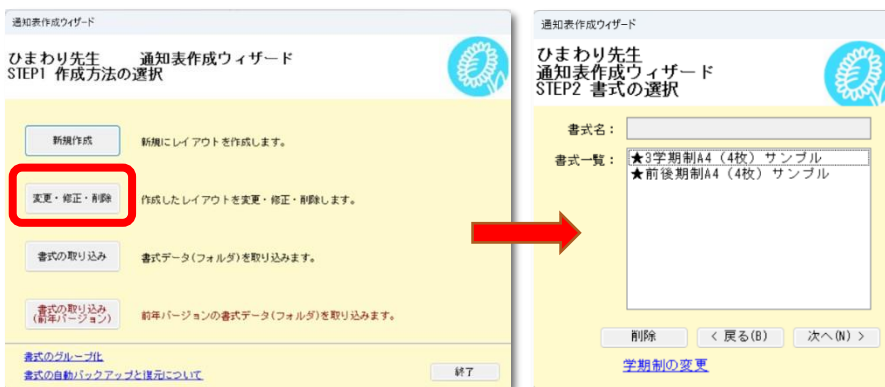 通知表作成ウィザード
ひまわり先生 通知表作成ウィザード
STEP1 作成方法の選択
新規作成 新規にレイアウトを作成します。
変更・修正・削除 作成したレイアウトを変更・修正・削除します。
書式の取り込み 書式データ(フォルダ)を取り込みます。
書式の取り込み
(前年バージョン) 前年バージョンの書式データ(フォルダ)を取り込みます。
書式のグループ化
書式の自動バックアップと復元について
終了
通知表作成ウィザード
ひまわり先生
通知表作成ウィザード
STEP2 書式の選択
書式名:
書式一覧: ★3学期制A4 (4枚) サンプル
★前後期制A4 (4枚) サンプル
削除 < 戻る(B) 次へ(N) >
学期制の変更